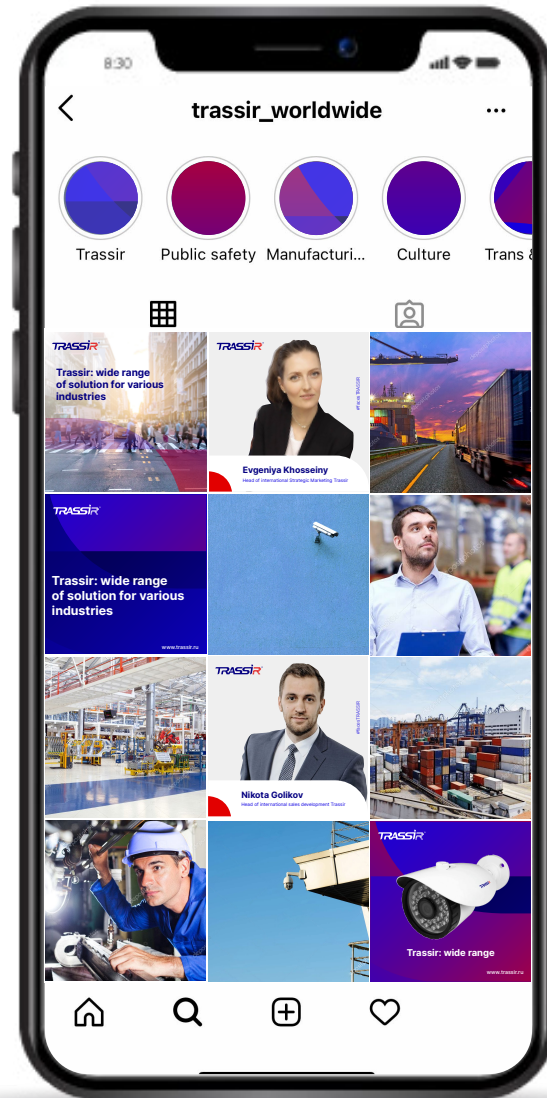 8:30
trassir_worldwide
Trassir
Public safety
Manufacturi...
Culture
Trans &
TRASSIR
Trassir: wide range
of solution for various
industries
TRASSIR
#FacesTRASSIR
Evgeniya Khosseiny
Head of international Strategic Marketing Trassir
TRASSIR
Trassir: wide range
of solution for various
industries
www.trassir.ru
TRASSIR
Nikota Golikov
Head of international sales development Trassir
TRASSIR
TRASSIR
Trassir: wide range
www.trassir.ru